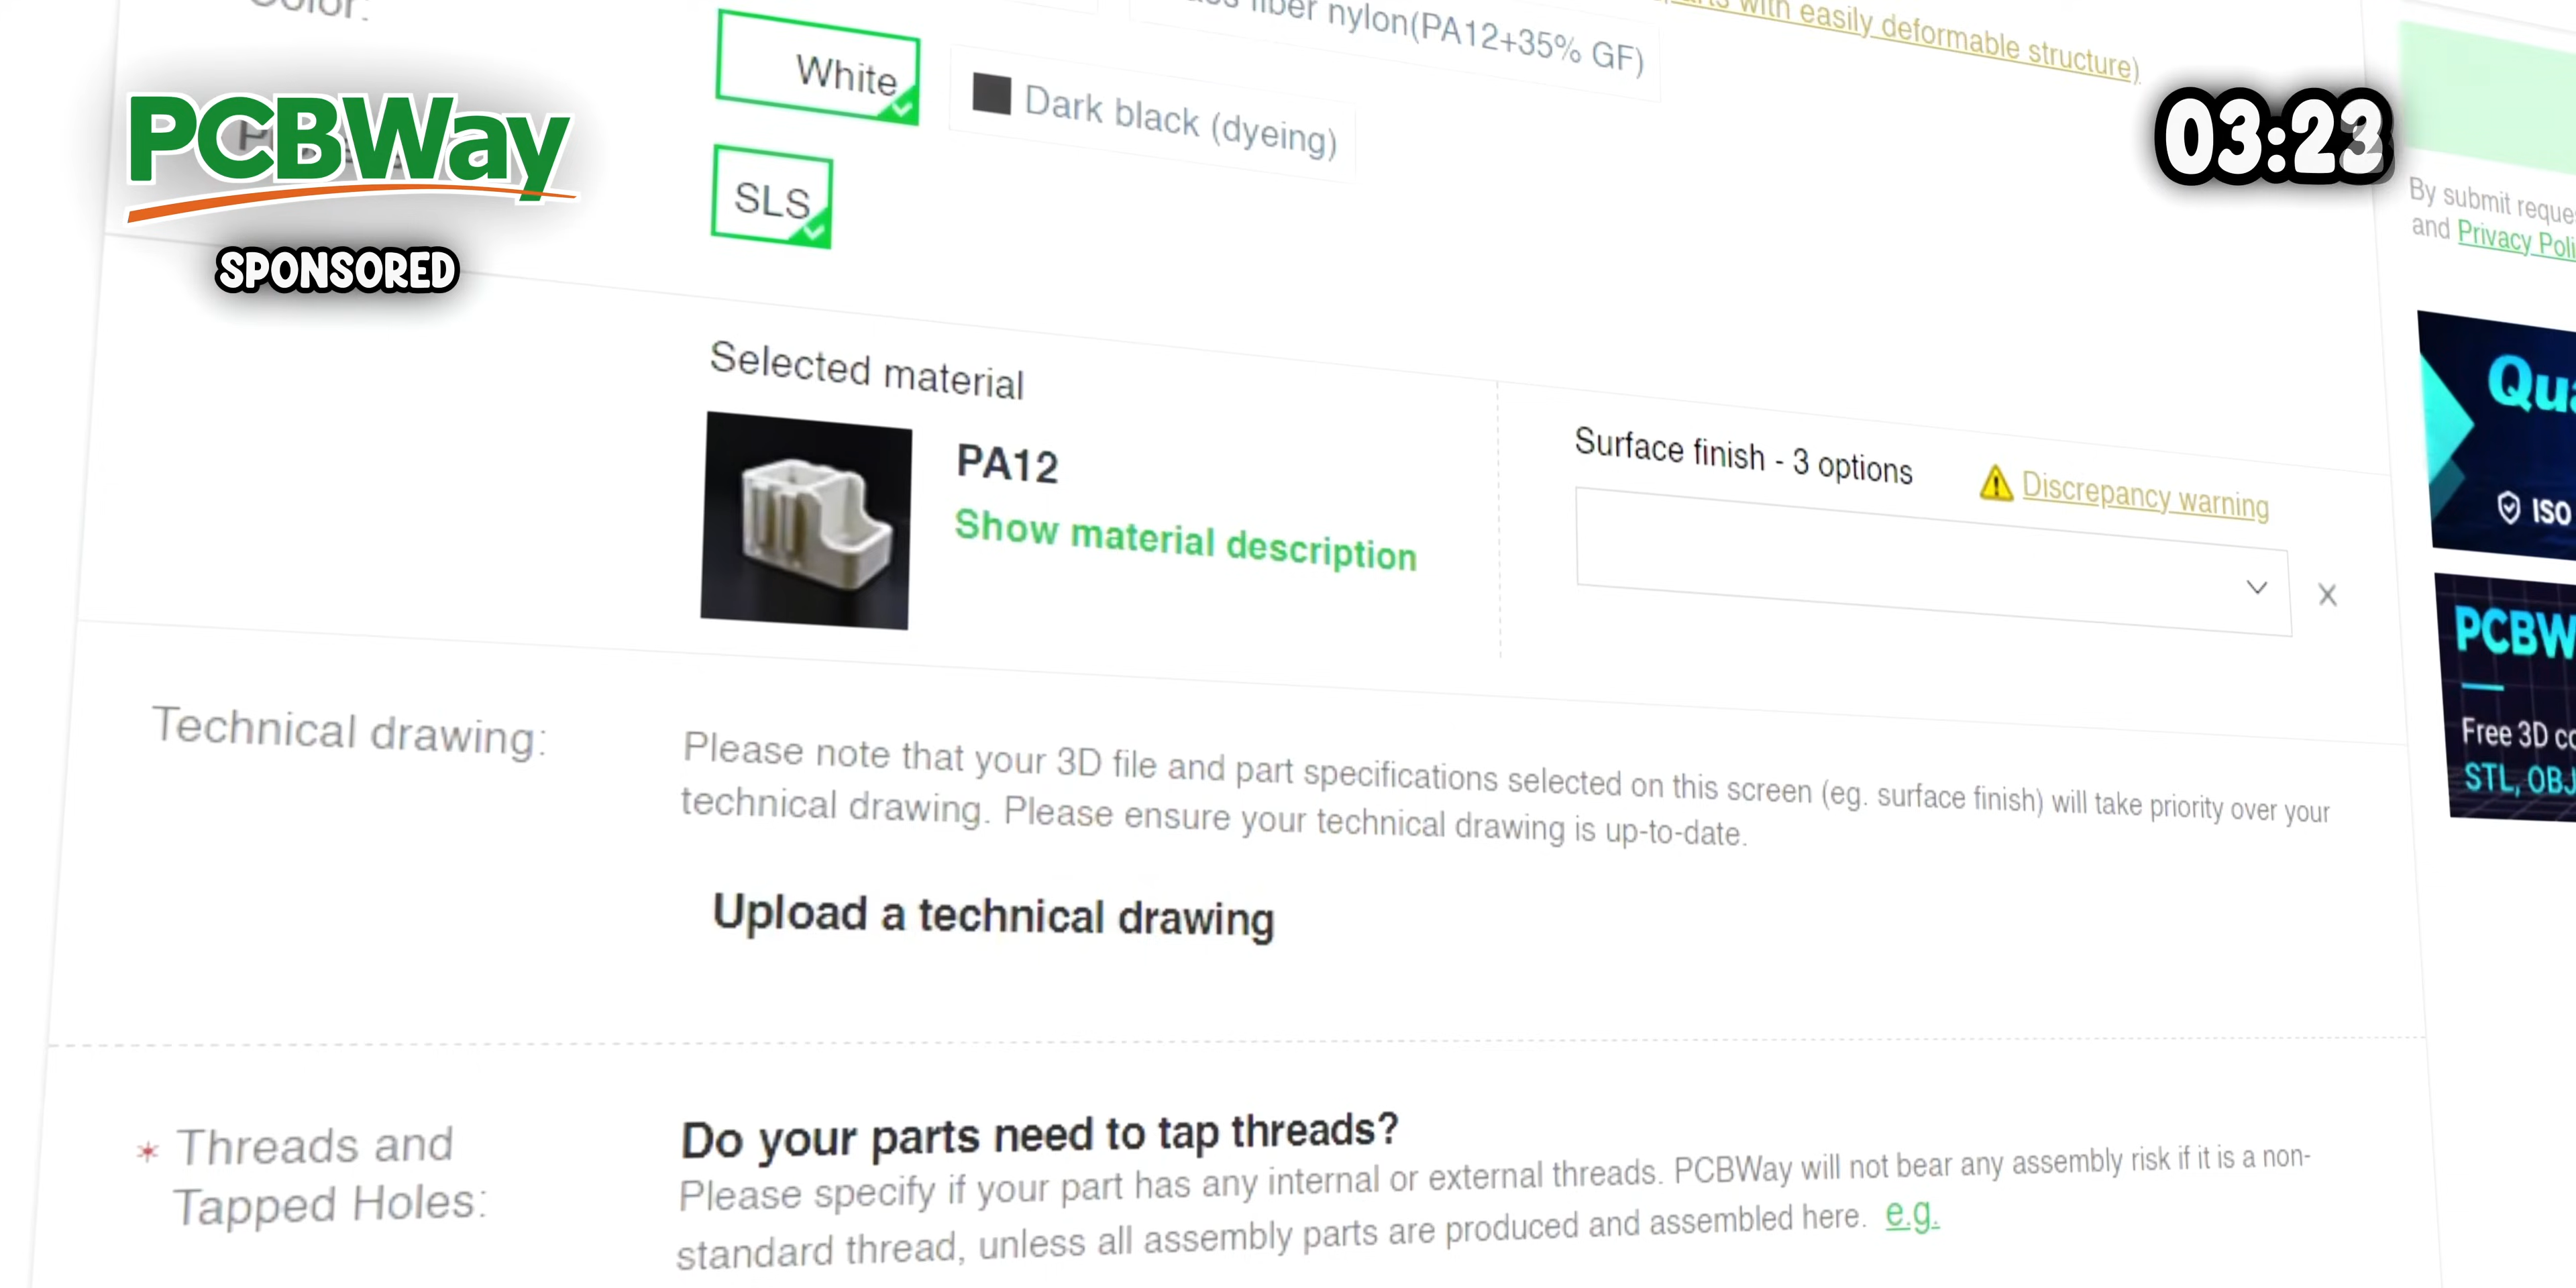 Color:
fiber nylon(PA12+35% GF)
with easily deformable structure)
White
Dark black (dyeing)
PCBWay
SPONSORED
03:23
SLS
By submit
and Privacy
Selected material
PA12
Show material description
Surface finish - 3 options
Discrepancy warning
ISO
Technical drawing:
Please note that your 3D file and part specifications selected on this screen (eg. surface finish) will take priority over your
technical drawing. Please ensure your technical drawing is up-to-date.
Free 3D
STL,
Upload a technical drawing
* Threads and
Tapped Holes:
Do your parts need to tap threads?
Please specify if your part has any internal or external threads. PCBWay will not bear any assembly risk if it is a non-
standard thread, unless all assembly parts are produced and assembled here. e.g.